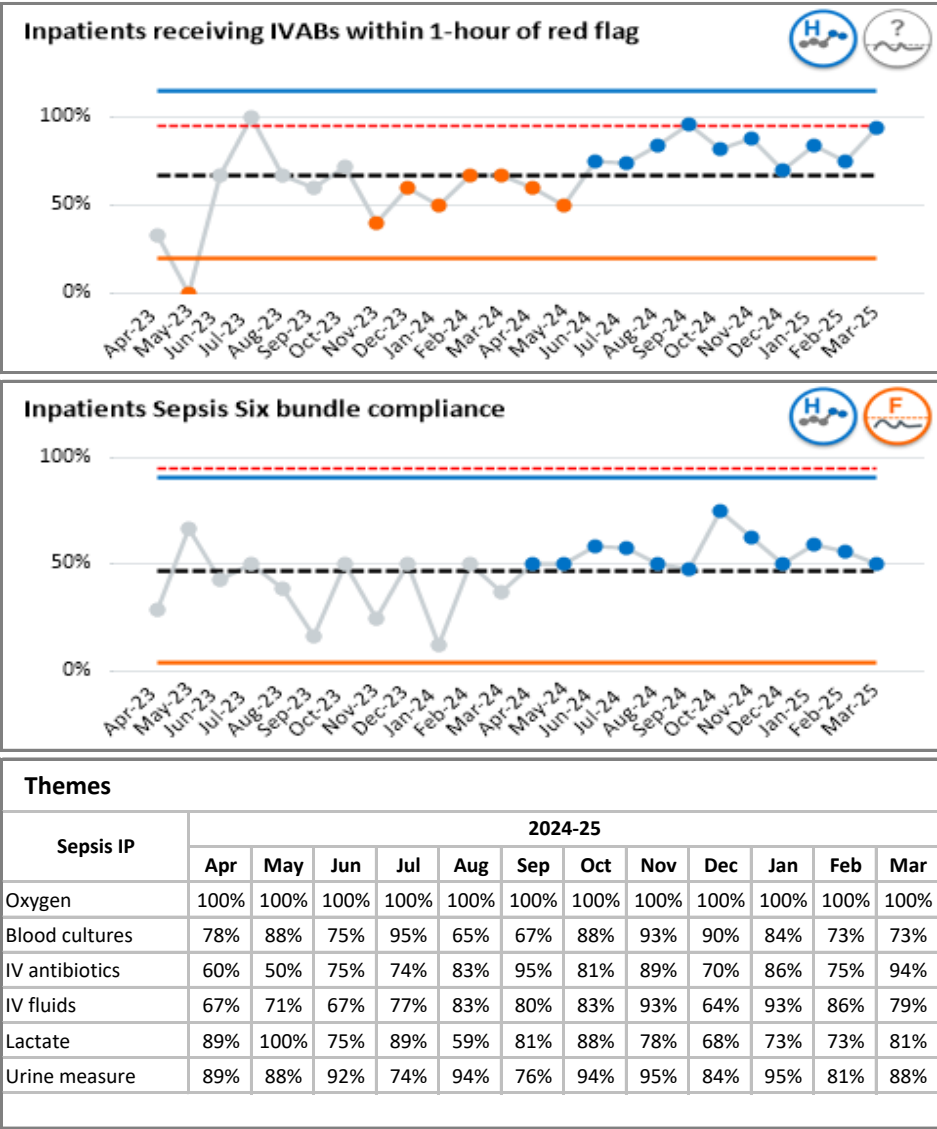 Inpatients receiving IVABs within 1-hour of red flag
H ?
100%
50%
0%
Apr-23 May-23 Jun-23 Jul-23 Aug-23 Sep-23 Oct-23 Nov-23 Dec-23 Jan-24 Feb-24 Mar-24 Apr-24 May-24 Jun-24 Jul-24 Aug-24 Sep-24 Oct-24 Nov-24 Dec-24 Jan-25 Feb-25 Mar-25
Inpatients Sepsis Six bundle compliance
H F
100%
50%
0%
Apr-23 May-23 Jun-23 Jul-23 Aug-23 Sep-23 Oct-23 Nov-23 Dec-23 Jan-24 Feb-24 Mar-24 Apr-24 May-24 Jun-24 Jul-24 Aug-24 Sep-24 Oct-24 Nov-24 Dec-24 Jan-25 Feb-25 Mar-25
Themes
Sepsis IP 2024-25
Apr May Jun Jul Aug Sep Oct Nov Dec Jan Feb Mar
Oxygen 100% 100% 100% 100% 100% 100% 100% 100% 100% 100% 100% 100%
Blood cultures 78% 88% 75% 95% 65% 67% 88% 93% 90% 84% 73% 73%
IV antibiotics 60% 50% 75% 74% 83% 95% 81% 89% 70% 86% 75% 94%
IV fluids 67% 71% 67% 77% 83% 80% 83% 93% 64% 93% 86% 79%
Lactate 89% 100% 75% 89% 59% 81% 88% 78% 68% 73% 73% 81%
Urine measure 89% 88% 92% 74% 94% 76% 94% 95% 84% 95% 81% 88%